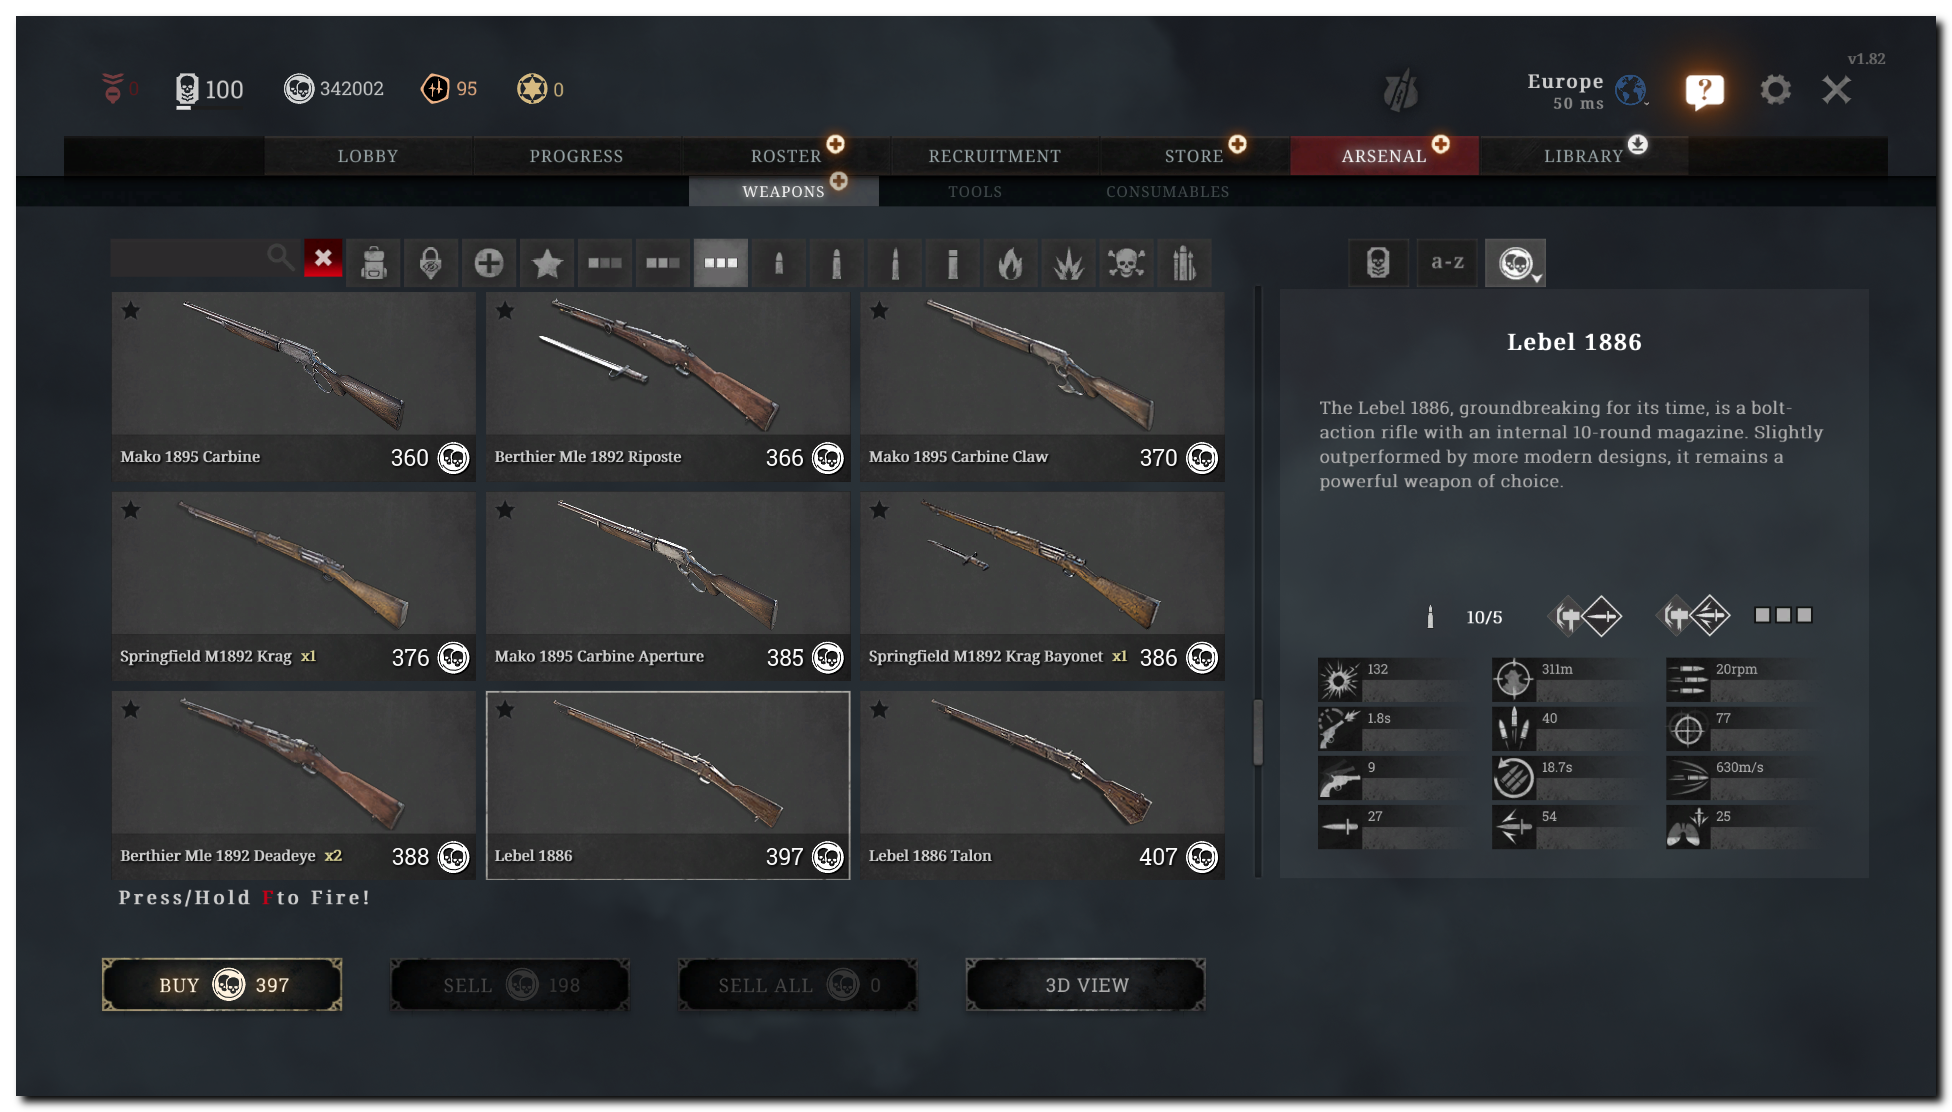 v1.82
0
100
342002
95
0
Europe
50 ms
?
LOBBY
PROGRESS
ROSTER
RECRUITMENT
STORE
ARSENAL
LIBRARY
WEAPONS
TOOLS
CONSUMABLES
a-z
Mako 1895 Carbine 360
Berthier Mle 1892 Riposte 366
Mako 1895 Carbine Claw 370
Springfield M1892 Krag x1 376
Mako 1895 Carbine Aperture 385
Springfield M1892 Krag Bayonet x1 386
Berthier Mle 1892 Deadeye x2 388
Lebel 1886 397
Lebel 1886 Talon 407
Press/Hold F to Fire!
BUY 397
SELL 198
SELL ALL 0
3D VIEW
Lebel 1886
The Lebel 1886, groundbreaking for its time, is a bolt-
action rifle with an internal 10-round magazine. Slightly
outperformed by more modern designs, it remains a
powerful weapon of choice.
10/5
132
311m
20rpm
1.8s
40
77
9
18.7s
630m/s
27
54
25